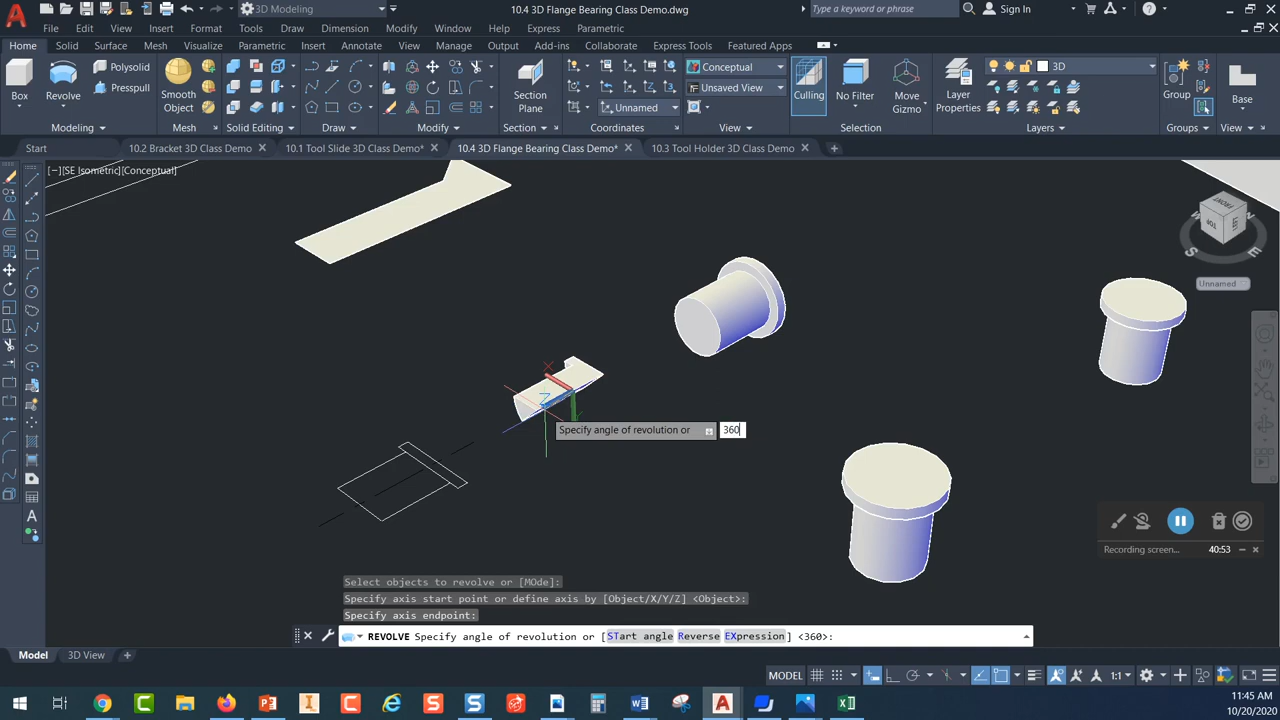 3D Modeling
10.4 3D Flange Bearing Class Demo.dwg
Type a keyword or phrase
Sign In
File Edit View Insert Format Tools Draw Dimension Modify Window Help Express Parametric
Home Solid Surface Mesh Visualize Parametric Insert Annotate View Manage Output Add-ins Collaborate Express Tools Featured Apps
Box
Revolve
Polysolid
Presspull
Smooth
Object
Section
Plane
Unnamed
Conceptual
Unsaved View
Culling
No Filter
Move
Gizmo
Layer
Properties
3D
Group
Base
Modeling
Mesh
Solid Editing
Draw
Modify
Section
Coordinates
View
Selection
Layers
Groups
View
Start
10.2 Bracket 3D Class Demo*
10.1 Tool Slide 3D Class Demo*
10.4 3D Flange Bearing Class Demo*
10.3 Tool Holder 3D Class Demo*
[−][SE Isometric][Conceptual]
FRONT
TOP
E
W
N
S
E
Unnamed
X
Z
Specify angle of revolution or
360
Recording screen...
40:53
Select objects to revolve or [MOde]:
Specify axis start point or define axis by [Object/X/Y/Z] <Object>:
Specify axis endpoint:
REVOLVE Specify angle of revolution or [STart angle Reverse EXpression] <360>:
Model
3D View
MODEL
1:1
11:45 AM
10/20/2020